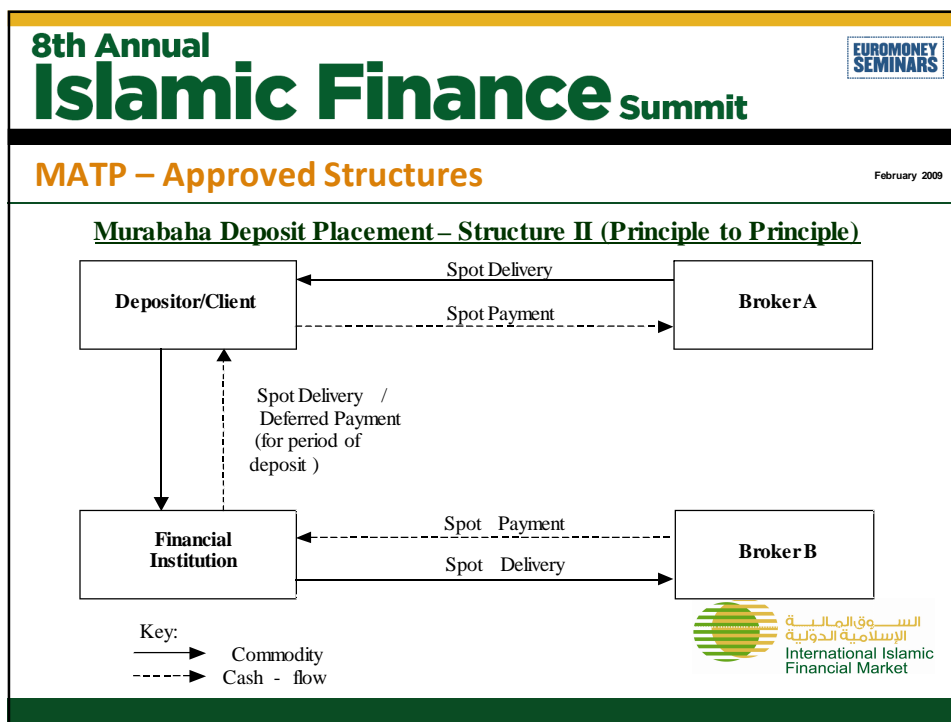 8th Annual
Islamic Finance Summit
EUROMONEY
SEMINARS
MATP – Approved Structures
February 2009
Murabaha Deposit Placement – Structure II (Principle to Principle)
Depositor/Client
Spot Delivery
Spot Payment
Broker A
Spot Delivery /
Deferred Payment
(for period of
deposit )
Financial
Institution
Spot Payment
Spot Delivery
Broker B
Key:
Commodity
Cash - flow
الســـوق الماليـــة
الإسلامية الدولية
International Islamic
Financial Market